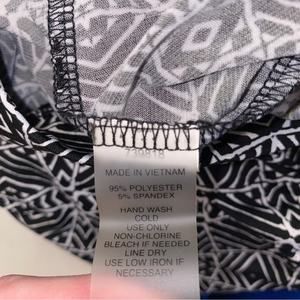 739818
MADE IN VIETNAM
95% POLYESTER
5% SPANDEX
HAND WASH
COLD
USE ONLY
NON-CHLORINE
BLEACH IF NEEDED
LINE DRY
USE LOW IRON IF